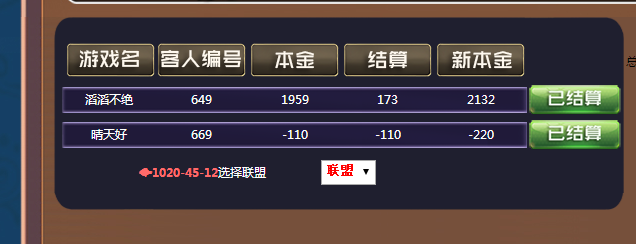 游戏名 客人编号 本金 结算 新本金
滔滔不绝 649 1959 173 2132 已结算
晴天好 669 -110 -110 -220 已结算
1020-45-12选择联盟 联盟
总